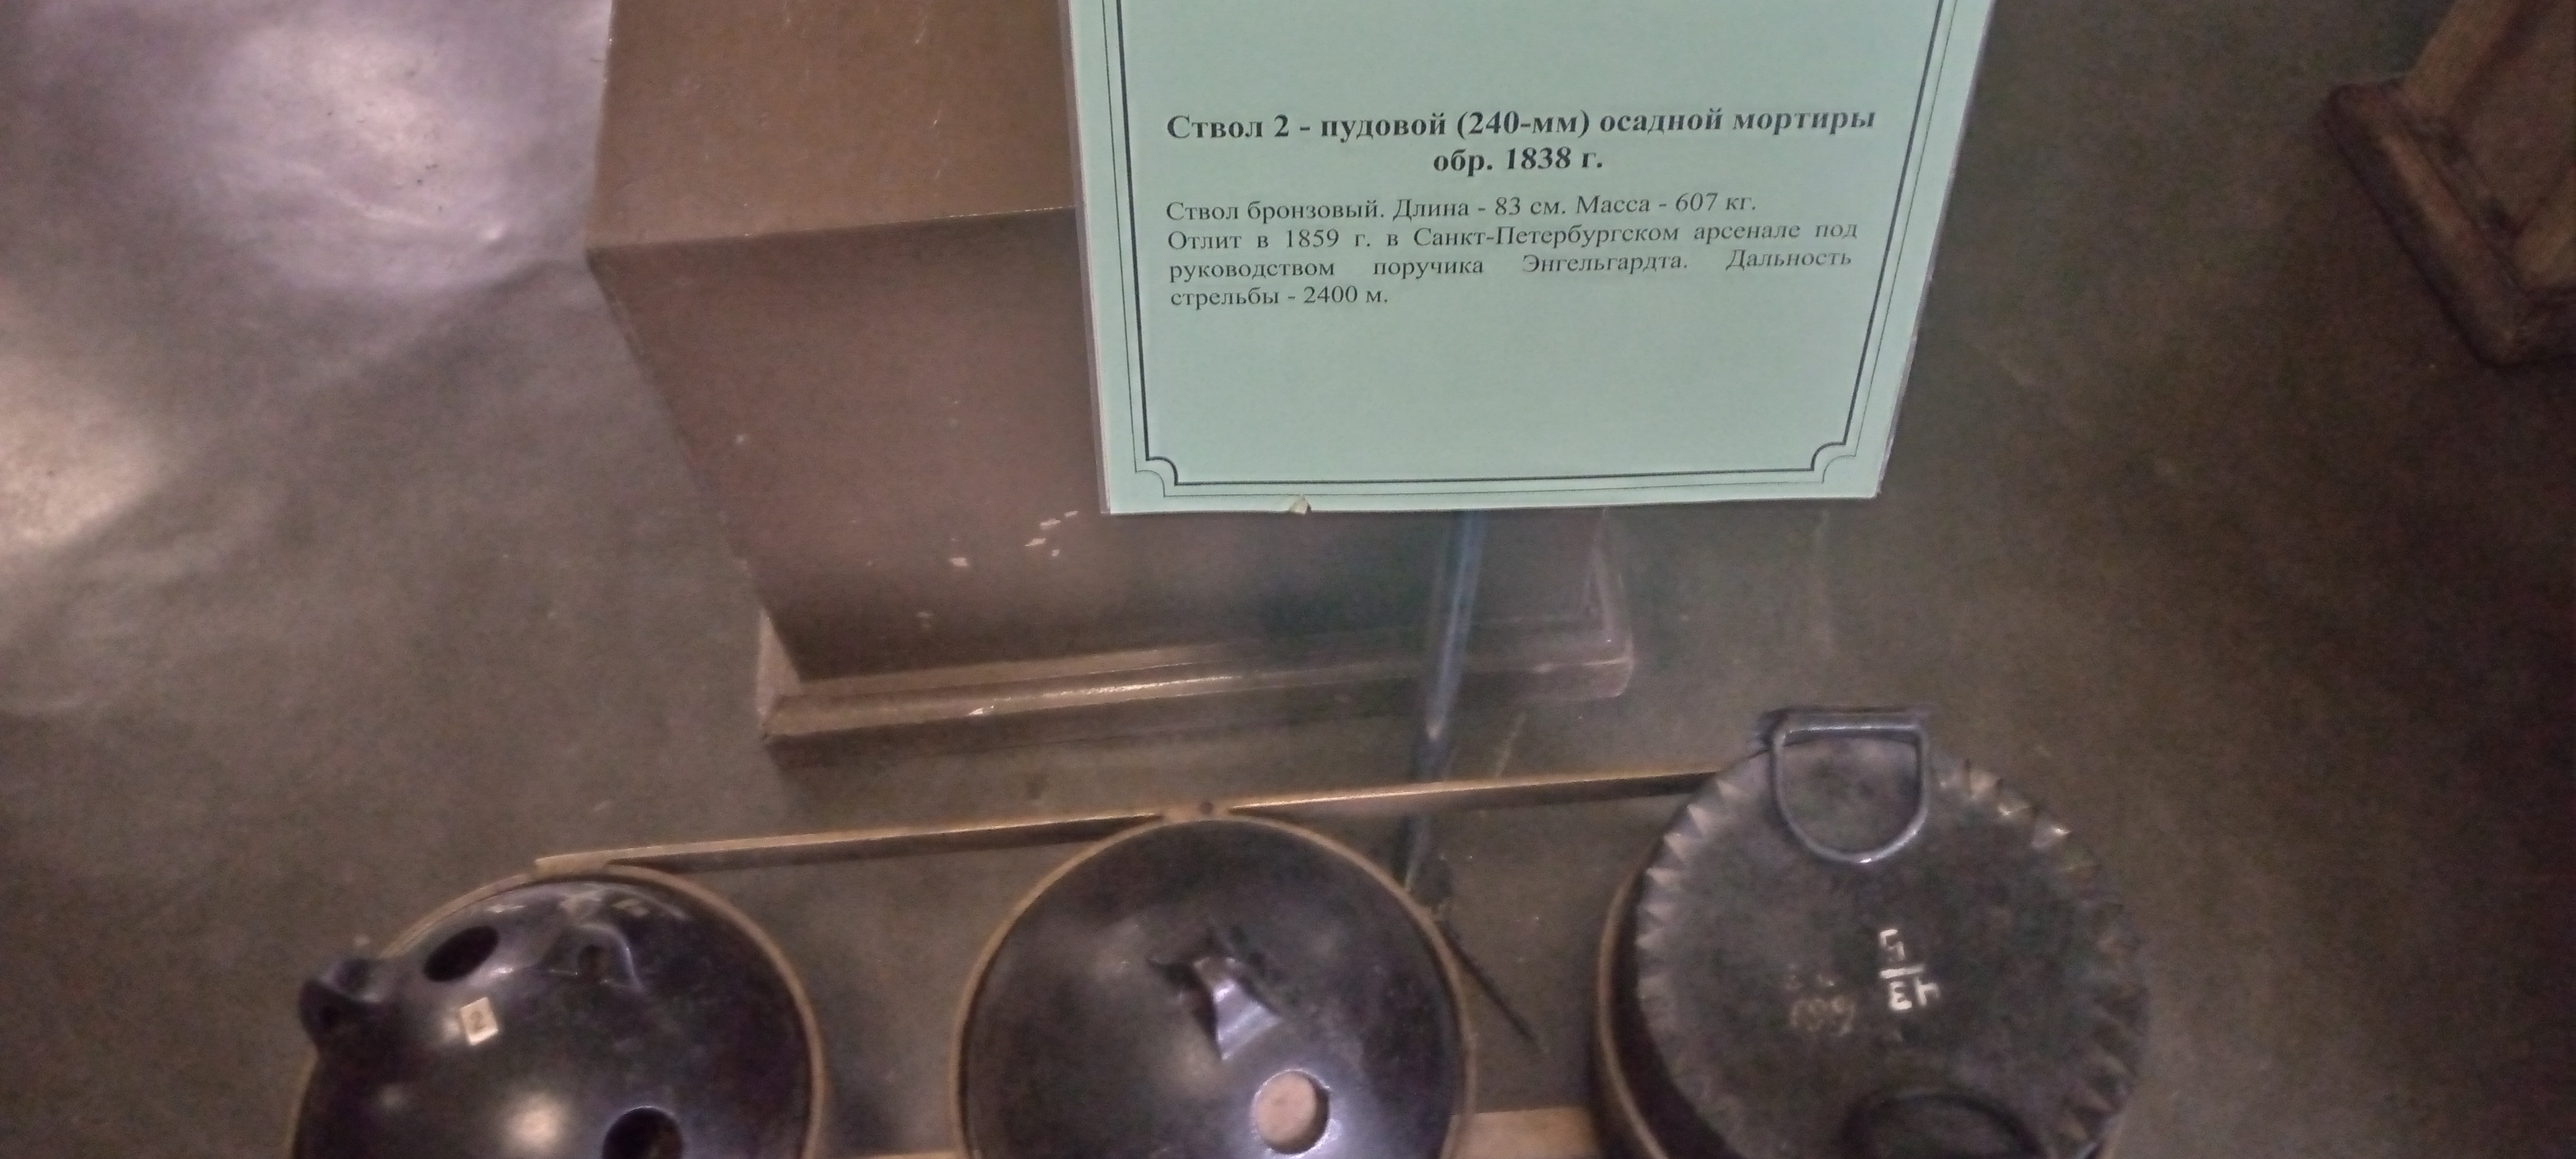 Ствол 2 - пудовой (240-мм) осадной мортиры
обр. 1838 г.
Ствол бронзовый. Длина - 83 см. Масса - 607 кг.
Отлит в 1859 г. в Санкт-Петербургском арсенале под
руководством поручика Энгельгардта. Дальность
стрельбы - 2400 м.
2